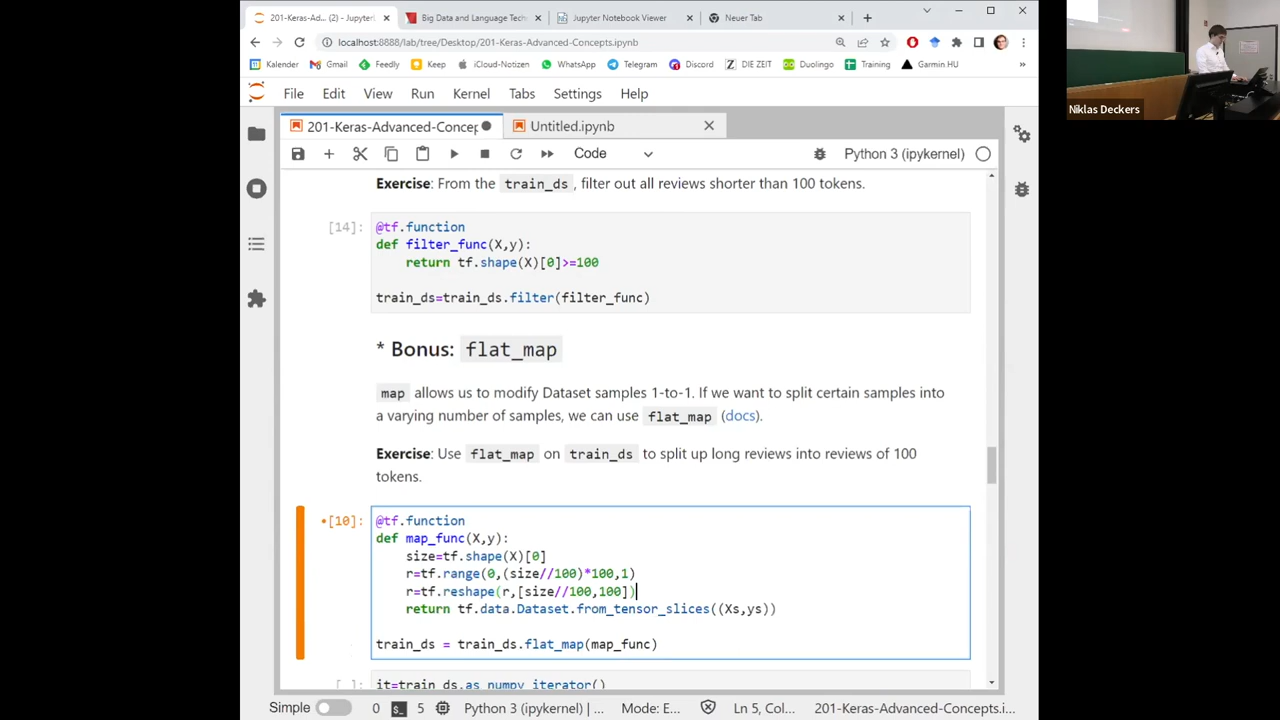 201-Keras-Ad... (2) - Jupyter
Big Data and Language Tech
Jupyter Notebook Viewer
Neuer Tab
localhost:8888/lab/tree/Desktop/201-Keras-Advanced-Concepts.ipynb
Kalender
Gmail
Feedly
Keep
iCloud-Notizen
WhatsApp
Telegram
Discord
DIE ZEIT
Duolingo
Training
Garmin HU
Niklas Deckers
File Edit View Run Kernel Tabs Settings Help
201-Keras-Advanced-Concep
Untitled.ipynb
Code
Python 3 (ipykernel)
Exercise: From the train_ds, filter out all reviews shorter than 100 tokens.
[14]:
@tf.function
def filter_func(X,y):
return tf.shape(X)[0]>=100
train_ds=train_ds.filter(filter_func)
* Bonus: flat_map
map allows us to modify Dataset samples 1-to-1. If we want to split certain samples into
a varying number of samples, we can use flat_map (docs).
Exercise: Use flat_map on train_ds to split up long reviews into reviews of 100
tokens.
•[10]:
@tf.function
def map_func(X,y):
size=tf.shape(X)[0]
r=tf.range(0,(size//100)*100,1)
r=tf.reshape(r,[size//100,100])
return tf.data.Dataset.from_tensor_slices((Xs,ys))
train_ds = train_ds.flat_map(map_func)
[ ]:
it=train_ds.as_numpy_iterator()
Simple
0
5
Python 3 (ipykernel) | ...
Mode: E...
Ln 5, Col...
201-Keras-Advanced-Concepts.i...